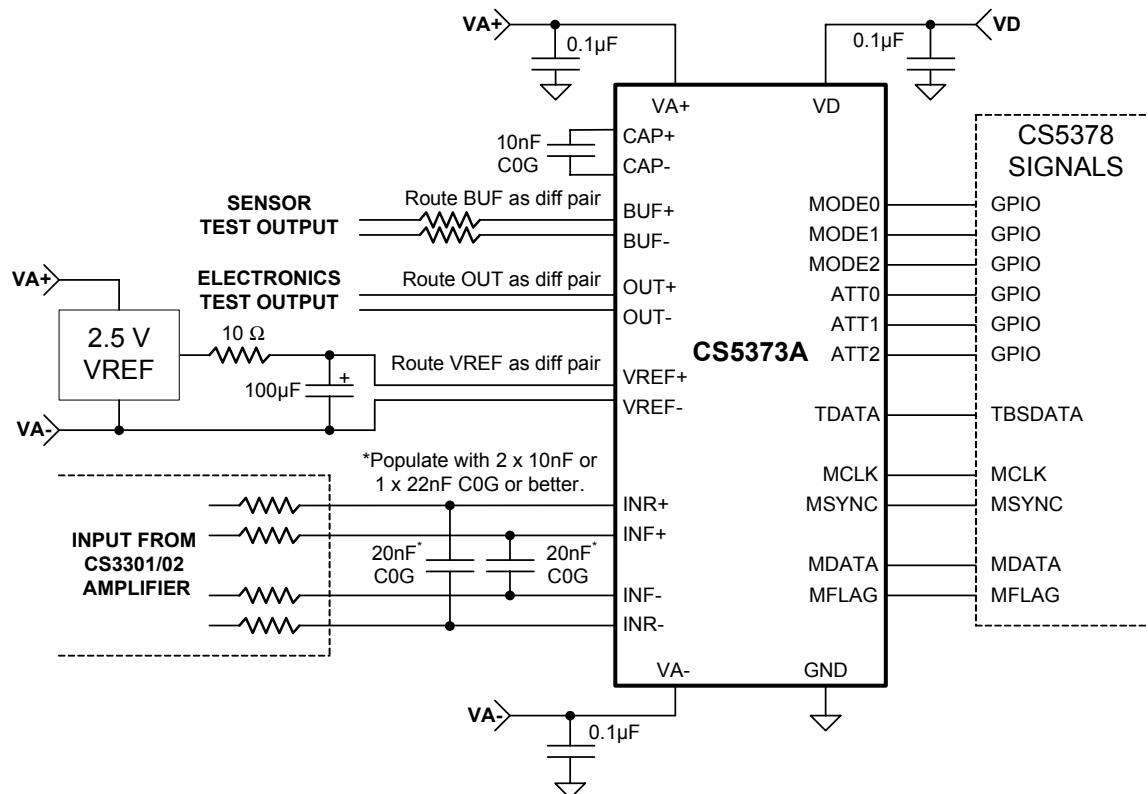 VA+
0.1µF
0.1µF
VD
VA+
VD
CS5378
SIGNALS
10nF
C0G
CAP+
CAP-
SENSOR
TEST OUTPUT
Route BUF as diff pair
BUF+
BUF-
MODE0
GPIO
MODE1
GPIO
MODE2
GPIO
VA+
ELECTRONICS
TEST OUTPUT
Route OUT as diff pair
OUT+
OUT-
ATT0
GPIO
ATT1
GPIO
ATT2
GPIO
CS5373A
2.5 V
VREF
10 Ω
100µF
+
Route VREF as diff pair
VREF+
VREF-
VA-
TDATA
TBSDATA
*Populate with 2 x 10nF or
1 x 22nF C0G or better.
MCLK
MCLK
INR+
MSYNC
MSYNC
INF+
INPUT FROM
CS3301/02
AMPLIFIER
20nF*
C0G
20nF*
C0G
MDATA
MDATA
INF-
MFLAG
MFLAG
INR-
VA-
GND
VA-
0.1µF